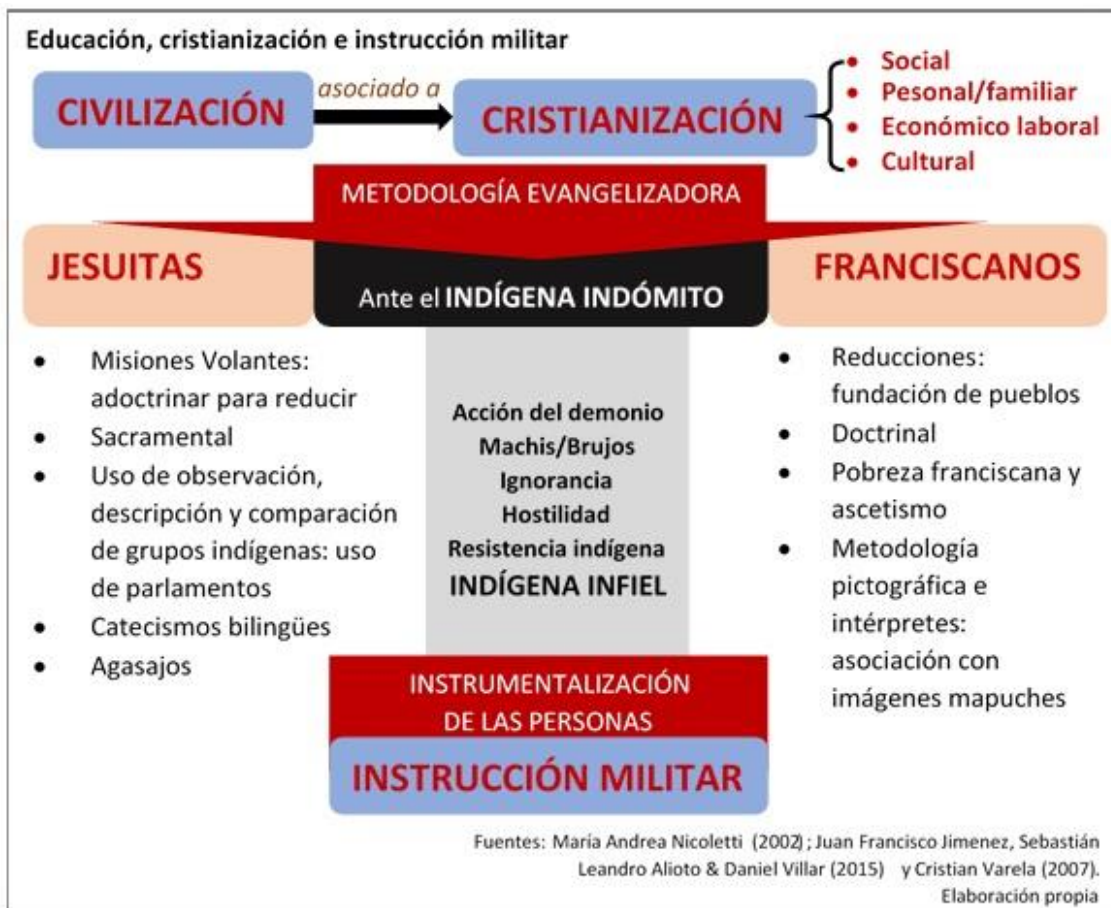 Educación, cristianización e instrucción militar
CIVILIZACIÓN
asociado a
CRISTIANIZACIÓN
• Social
• Pesonal/familiar
• Económico laboral
• Cultural
METODOLOGÍA EVANGELIZADORA
JESUITAS
Ante el INDÍGENA INDÓMITO
FRANCISCANOS
• Misiones Volantes:
adoctrinar para reducir
• Sacramental
• Uso de observación,
descripción y comparación
de grupos indígenas: uso
de parlamentos
• Catecismos bilingües
• Agasajos
Acción del demonio
Machis/Brujos
Ignorancia
Hostilidad
Resistencia indígena
INDÍGENA INFIEL
• Reducciones:
fundación de pueblos
• Doctrinal
• Pobreza franciscana y
ascetismo
• Metodología
pictográfica e
intérpretes:
asociación con
imágenes mapuches
INSTRUMENTALIZACIÓN
DE LAS PERSONAS
INSTRUCCIÓN MILITAR
Fuentes: María Andrea Nicoletti (2002); Juan Francisco Jimenez, Sebastián
Leandro Alioto & Daniel Villar (2015) y Cristian Varela (2007).
Elaboración propia